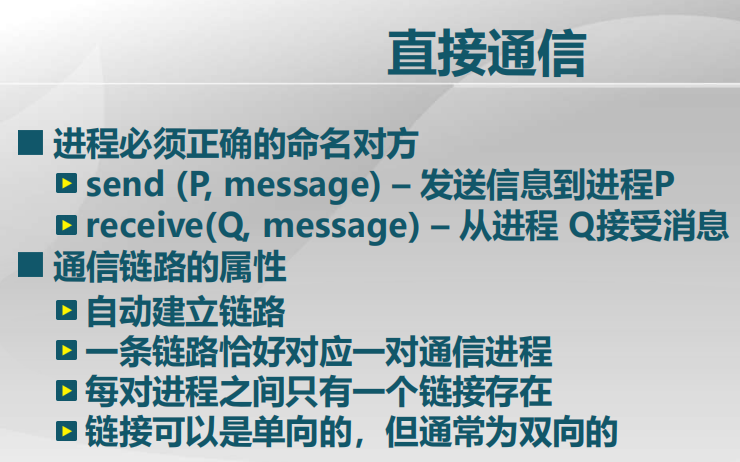 直接通信
进程必须正确的命名对方
send (P, message) – 发送信息到进程P
receive(Q, message) – 从进程 Q接受消息
通信链路的属性
自动建立链路
一条链路恰好对应一对通信进程
每对进程之间只有一个链接存在
链接可以是单向的，但通常为双向的